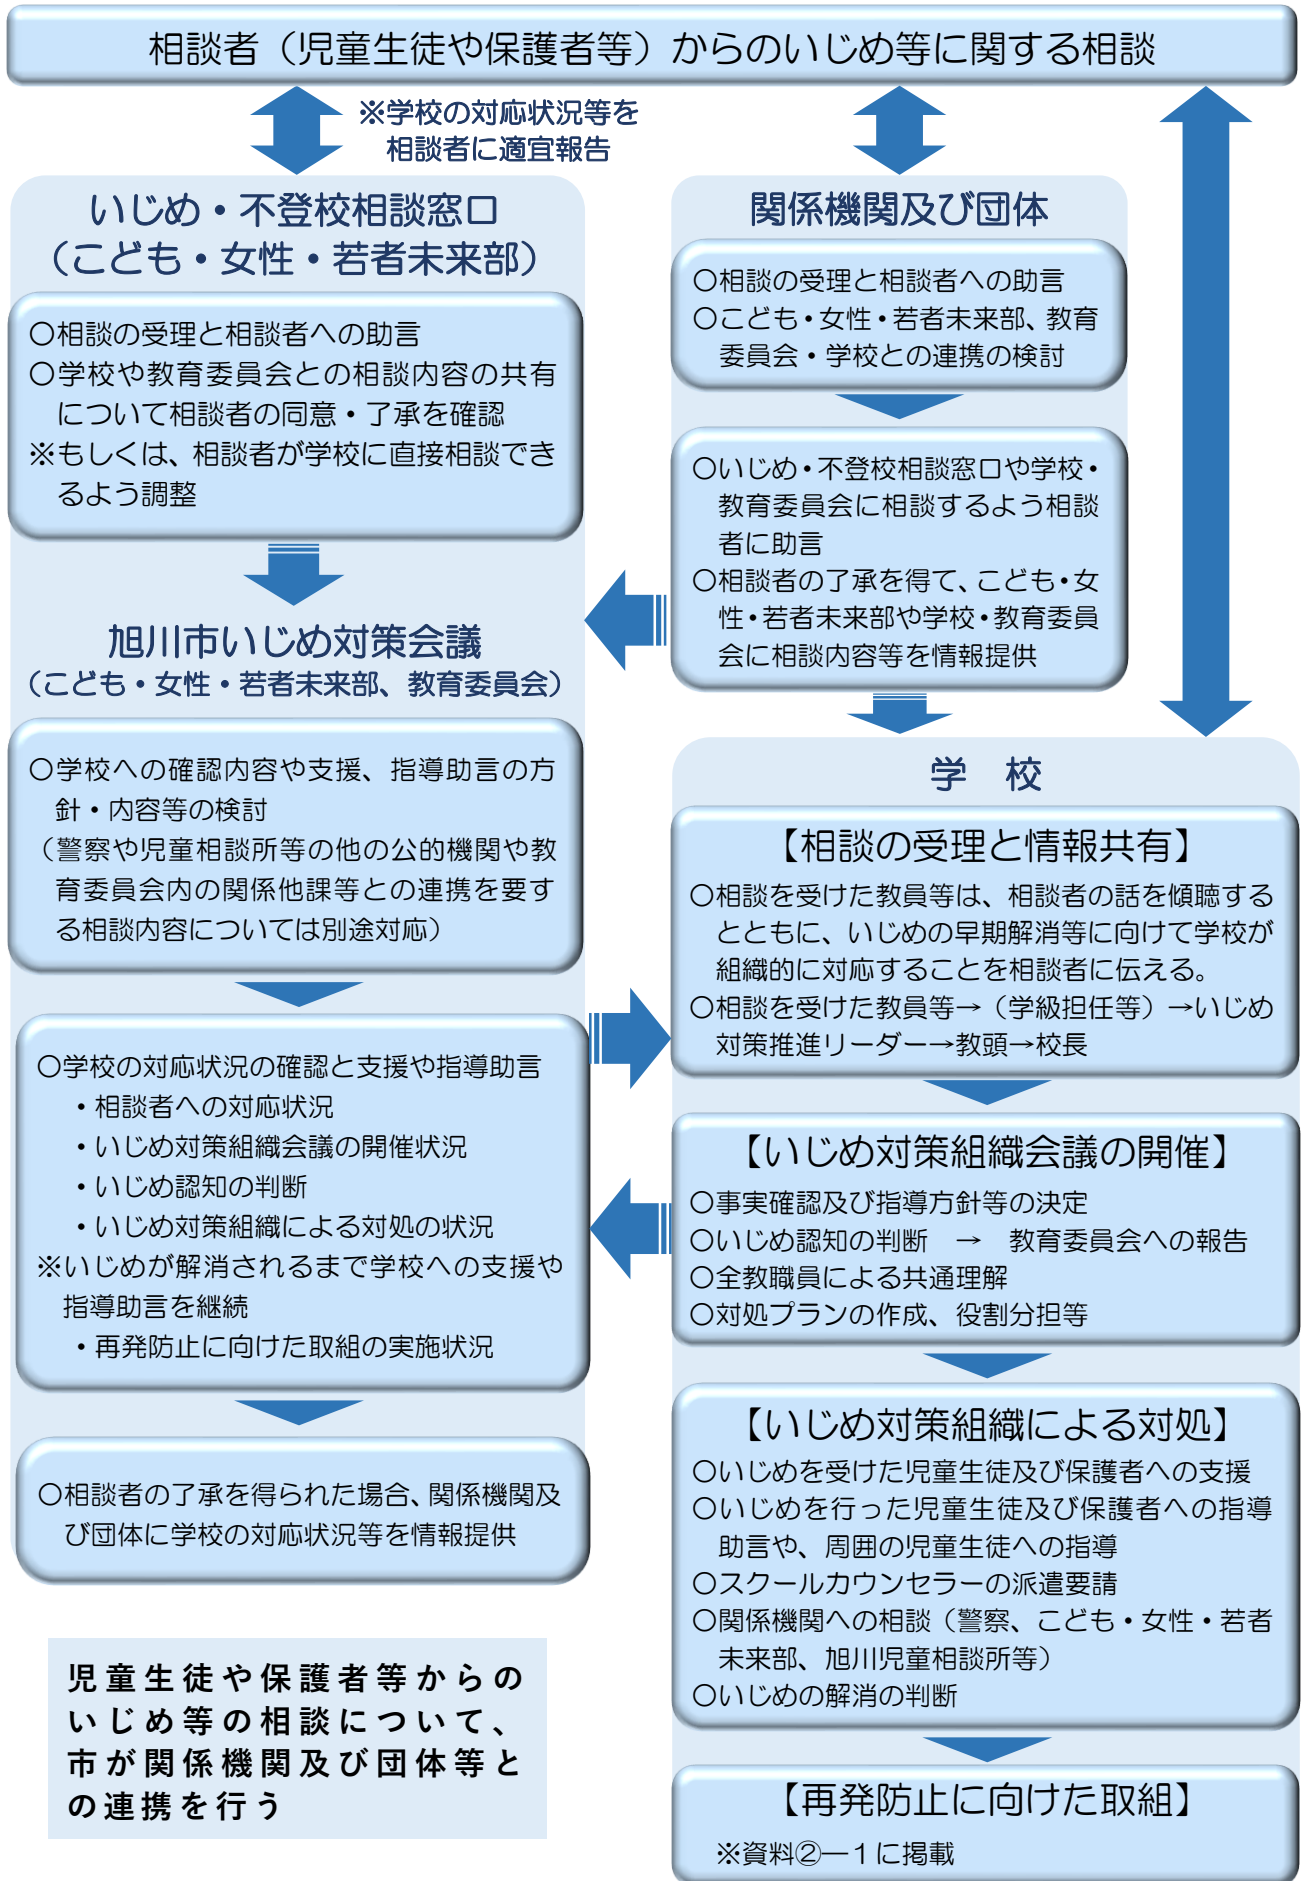 相談者（児童生徒や保護者等）からのいじめ等に関する相談
※学校の対応状況等を
相談者に適宜報告
いじめ・不登校相談窓口
（こども・女性・若者未来部）
○相談の受理と相談者への助言
○学校や教育委員会との相談内容の共有
について相談者の同意・了承を確認
※もしくは、相談者が学校に直接相談でき
るよう調整
旭川市いじめ対策会議
（こども・女性・若者未来部、教育委員会）
○学校への確認内容や支援、指導助言の方
針・内容等の検討
（警察や児童相談所等の他の公的機関や教
育委員会内の関係他課等との連携を要す
る相談内容については別途対応）
○学校の対応状況の確認と支援や指導助言
・相談者への対応状況
・いじめ対策組織会議の開催状況
・いじめ認知の判断
・いじめ対策組織による対処の状況
※いじめが解消されるまで学校への支援や
指導助言を継続
・再発防止に向けた取組の実施状況
○相談者の了承を得られた場合、関係機関及
び団体に学校の対応状況等を情報提供
児童生徒や保護者等からの
いじめ等の相談について、
市が関係機関及び団体等と
の連携を行う
関係機関及び団体
○相談の受理と相談者への助言
○こども・女性・若者未来部、教育
委員会・学校との連携の検討
○いじめ・不登校相談窓口や学校・
教育委員会に相談するよう相談
者に助言
○相談者の了承を得て、こども・女
性・若者未来部や学校・教育委員
会に相談内容等を情報提供
学　校
【相談の受理と情報共有】
○相談を受けた教員等は、相談者の話を傾聴する
とともに、いじめの早期解消等に向けて学校が
組織的に対応することを相談者に伝える。
○相談を受けた教員等→（学級担任等）→いじめ
対策推進リーダー→教頭→校長
【いじめ対策組織会議の開催】
○事実確認及び指導方針等の決定
○いじめ認知の判断　→　教育委員会への報告
○全教職員による共通理解
○対処プランの作成、役割分担等
【いじめ対策組織による対処】
○いじめを受けた児童生徒及び保護者への支援
○いじめを行った児童生徒及び保護者への指導
助言や、周囲の児童生徒への指導
○スクールカウンセラーの派遣要請
○関係機関への相談（警察、こども・女性・若者
未来部、旭川児童相談所等）
○いじめの解消の判断
【再発防止に向けた取組】
※資料②―１に掲載